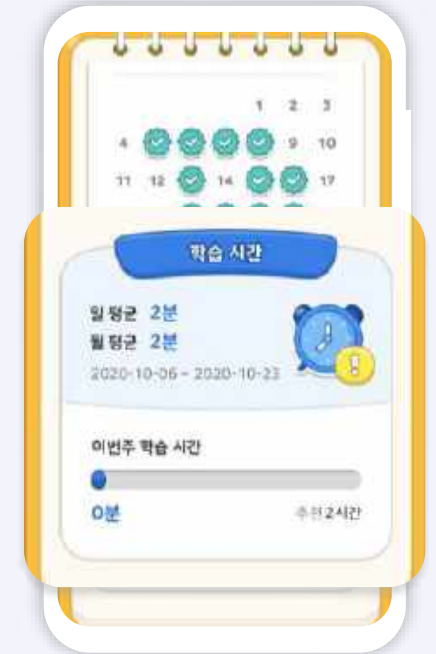 1 2 3
4 9 10
11 12 14 17
학습 시간
일 평균 2분
월 평균 2분
2020-10-06 ~ 2020-10-23
이번주 학습 시간
0분
추천 2시간